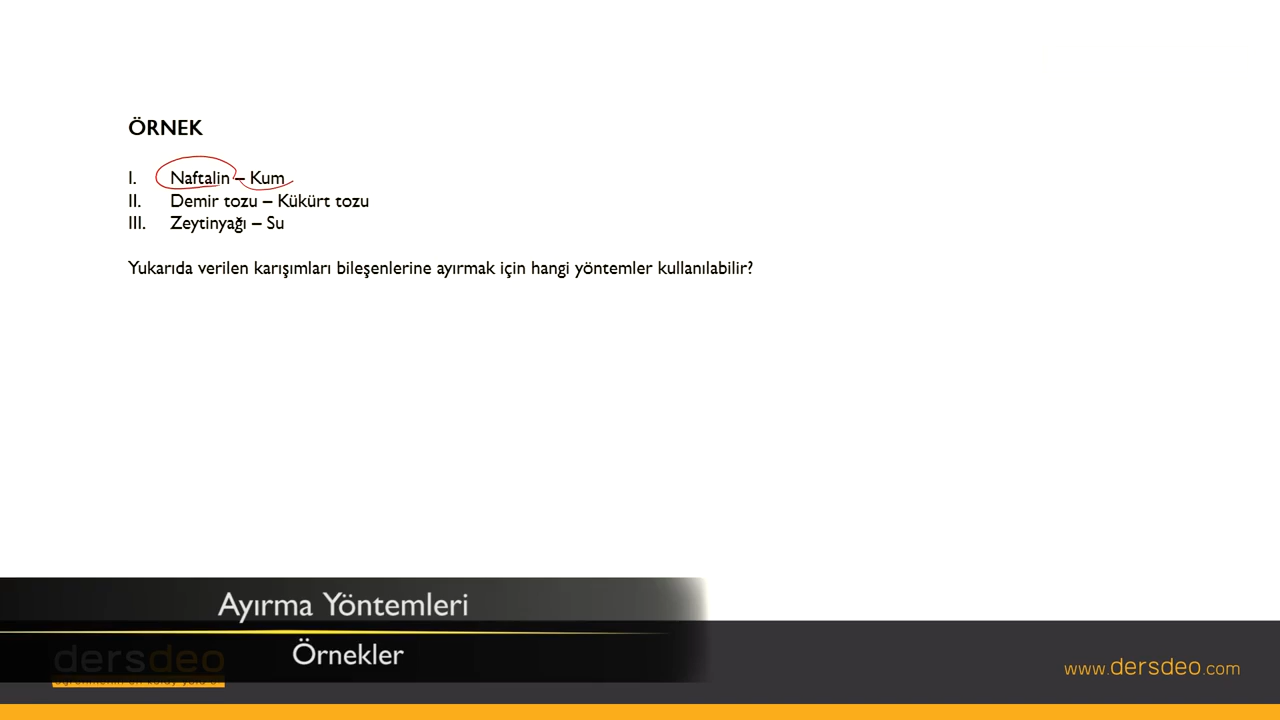 ÖRNEK
I. Naftalin – Kum
II. Demir tozu – Kükürt tozu
III. Zeytinyağı – Su
Yukarıda verilen karışımları bileşenlerine ayırmak için hangi yöntemler kullanılabilir?
Ayırma Yöntemleri
Örnekler
dersdeo
www.dersdeo.com